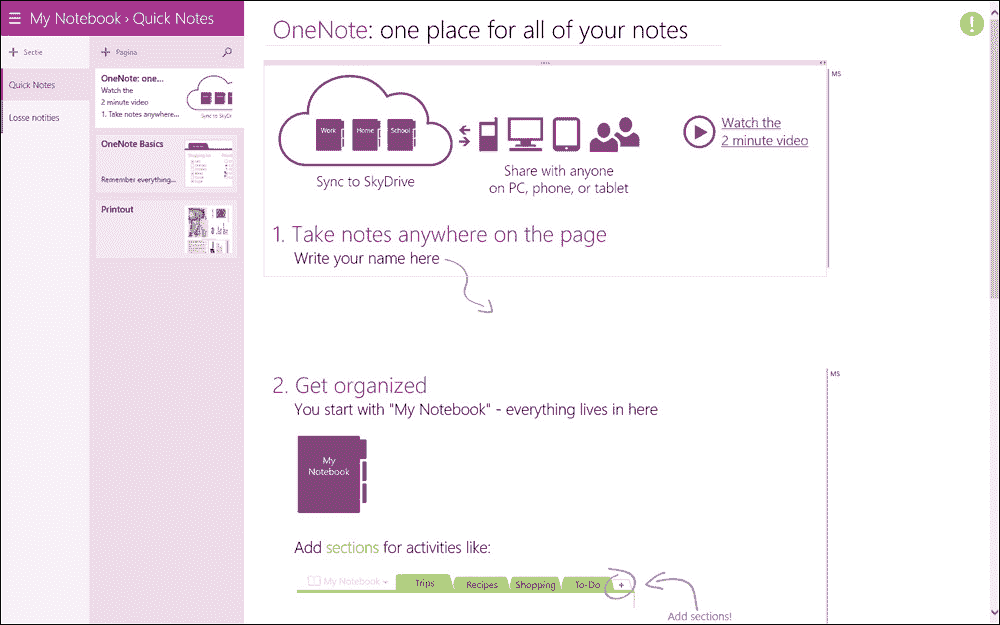 My Notebook › Quick Notes
+ Sectie
+ Pagina
Quick Notes
Losse notities
OneNote: one...
Watch the
2 minute video
1. Take notes anywhere...
Sync to SkyD
OneNote Basics
Remember everything...
Printout
OneNote: one place for all of your notes
MS
Work
Home
School
Sync to SkyDrive
Share with anyone
on PC, phone, or tablet
Watch the
2 minute video
1. Take notes anywhere on the page
Write your name here
MS
2. Get organized
You start with "My Notebook" - everything lives in here
My
Notebook
Add sections for activities like:
My Notebook
Trips
Recipes
Shopping
To-Do
+
Add sections!